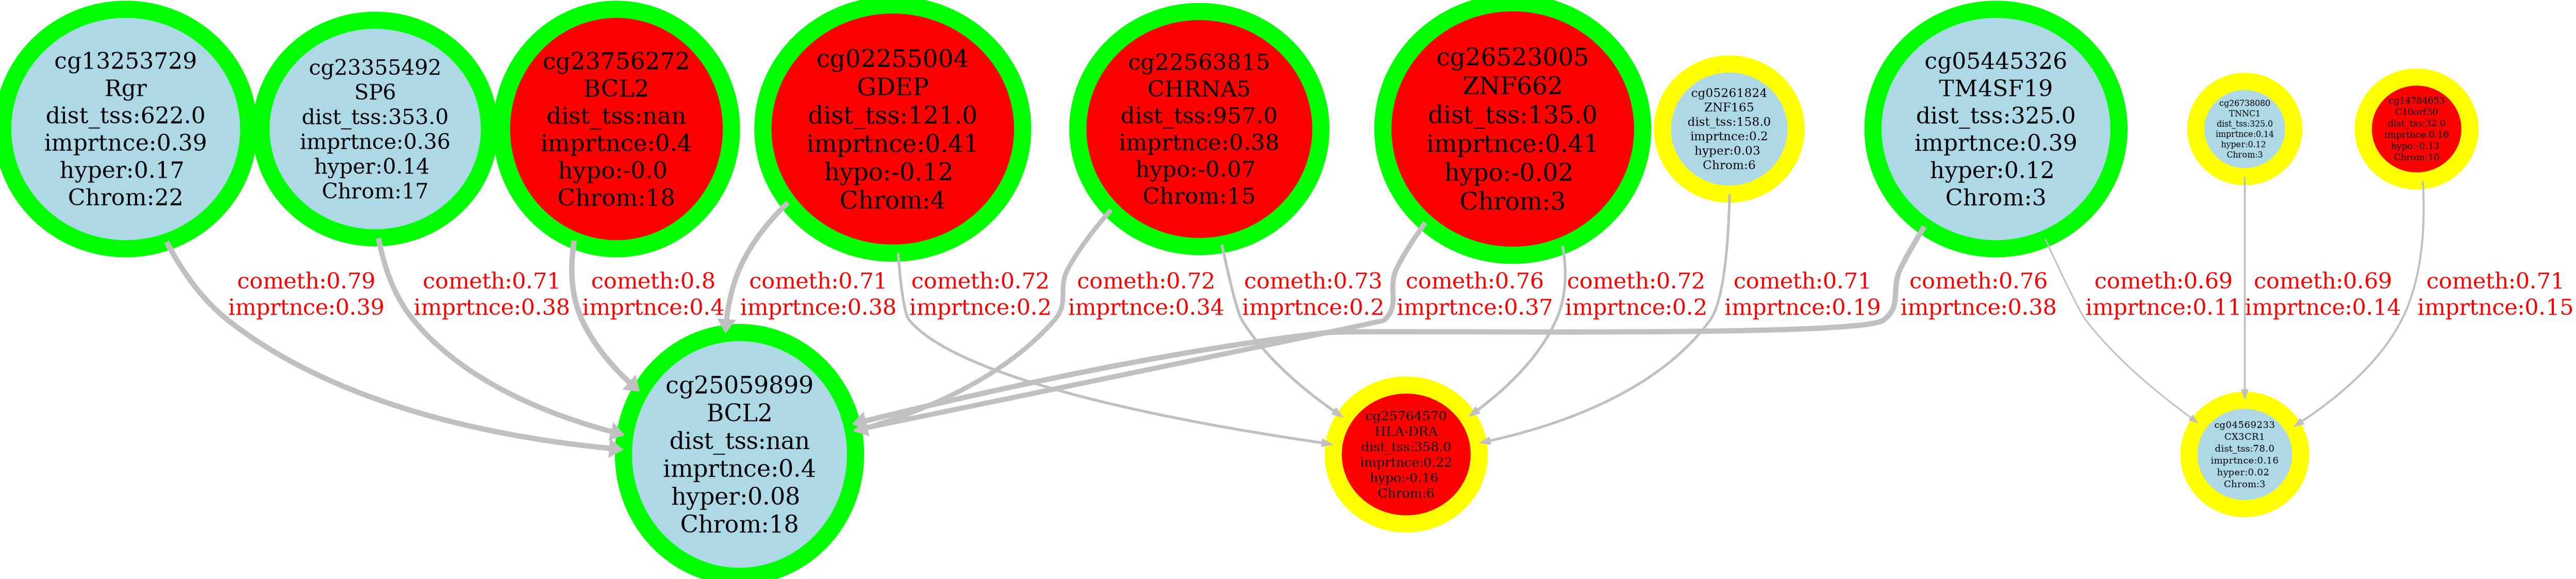 cg13253729
Rgr
dist_tss:622.0
imprtnce:0.39
hyper:0.17
Chrom:22
cg23355492
SP6
dist_tss:353.0
imprtnce:0.36
hyper:0.14
Chrom:17
cg23756272
BCL2
dist_tss:nan
imprtnce:0.4
hypo:-0.0
Chrom:18
cg02255004
GDEP
dist_tss:121.0
imprtnce:0.41
hypo:-0.12
Chrom:4
cg22563815
CHRNA5
dist_tss:957.0
imprtnce:0.38
hypo:-0.07
Chrom:15
cg26523005
ZNF662
dist_tss:135.0
imprtnce:0.41
hypo:-0.02
Chrom:3
cg05261824
ZNF165
dist_tss:158.0
imprtnce:0.2
hyper:0.03
Chrom:6
cg05445326
TM4SF19
dist_tss:325.0
imprtnce:0.39
hyper:0.12
Chrom:3
cg26738080
TNNC1
dist_tss:325.0
imprtnce:0.14
hyper:0.12
Chrom:3
cg14784653
C10orf30
dist_tss:32.0
imprtnce:0.16
hypo:-0.13
Chrom:10
cometh:0.79
imprtnce:0.39
cometh:0.71
imprtnce:0.38
cometh:0.8
imprtnce:0.4
cometh:0.71
imprtnce:0.38
cometh:0.72
imprtnce:0.2
cometh:0.72
imprtnce:0.34
cometh:0.73
imprtnce:0.2
cometh:0.76
imprtnce:0.37
cometh:0.72
imprtnce:0.2
cometh:0.71
imprtnce:0.19
cometh:0.76
imprtnce:0.38
cometh:0.69
imprtnce:0.11
cometh:0.69
imprtnce:0.14
cometh:0.71
imprtnce:0.15
cg25059899
BCL2
dist_tss:nan
imprtnce:0.4
hyper:0.08
Chrom:18
cg25764570
HLA-DRA
dist_tss:358.0
imprtnce:0.22
hypo:-0.16
Chrom:6
cg04569233
CX3CR1
dist_tss:78.0
imprtnce:0.16
hyper:0.02
Chrom:3